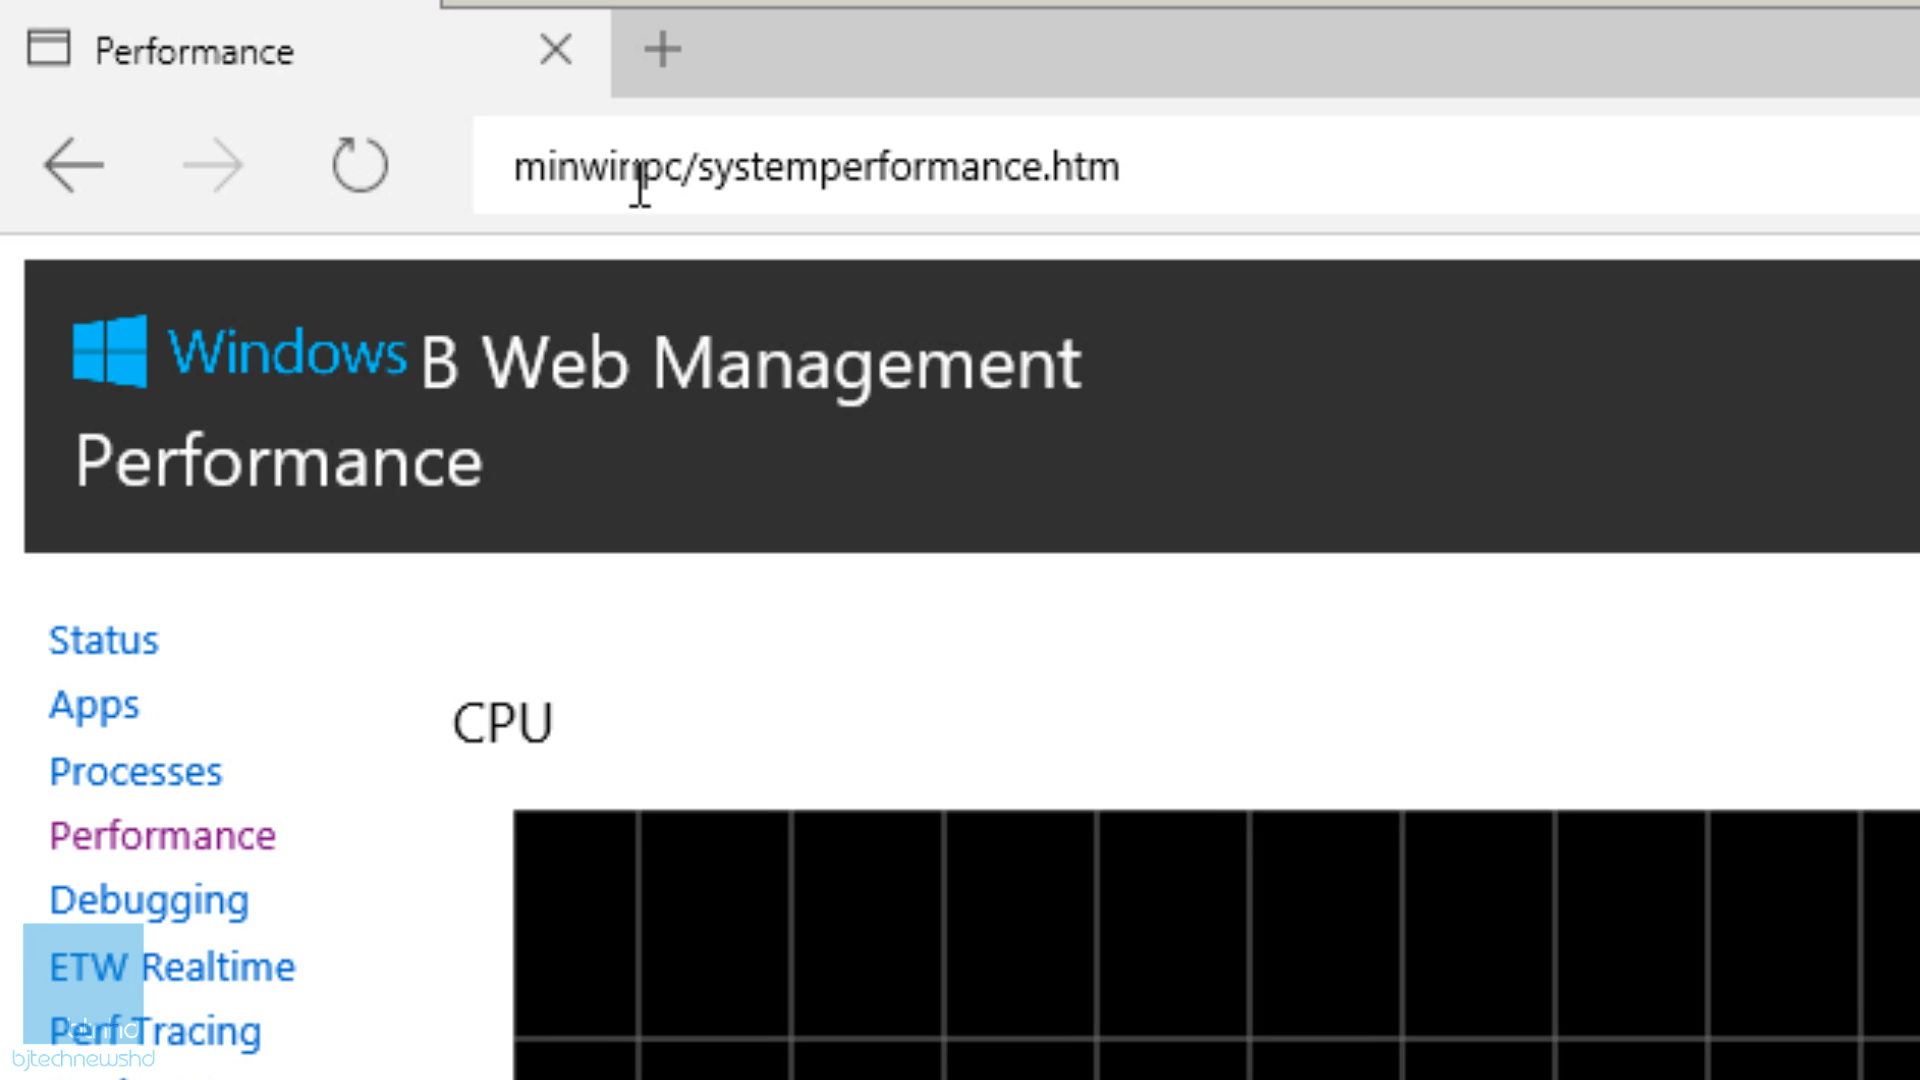 Performance
minwinpc/systemperformance.htm
Windows B Web Management
Performance
Status
Apps
Processes
Performance
Debugging
ETW Realtime
Perf Tracing
CPU
bjtechnewshd